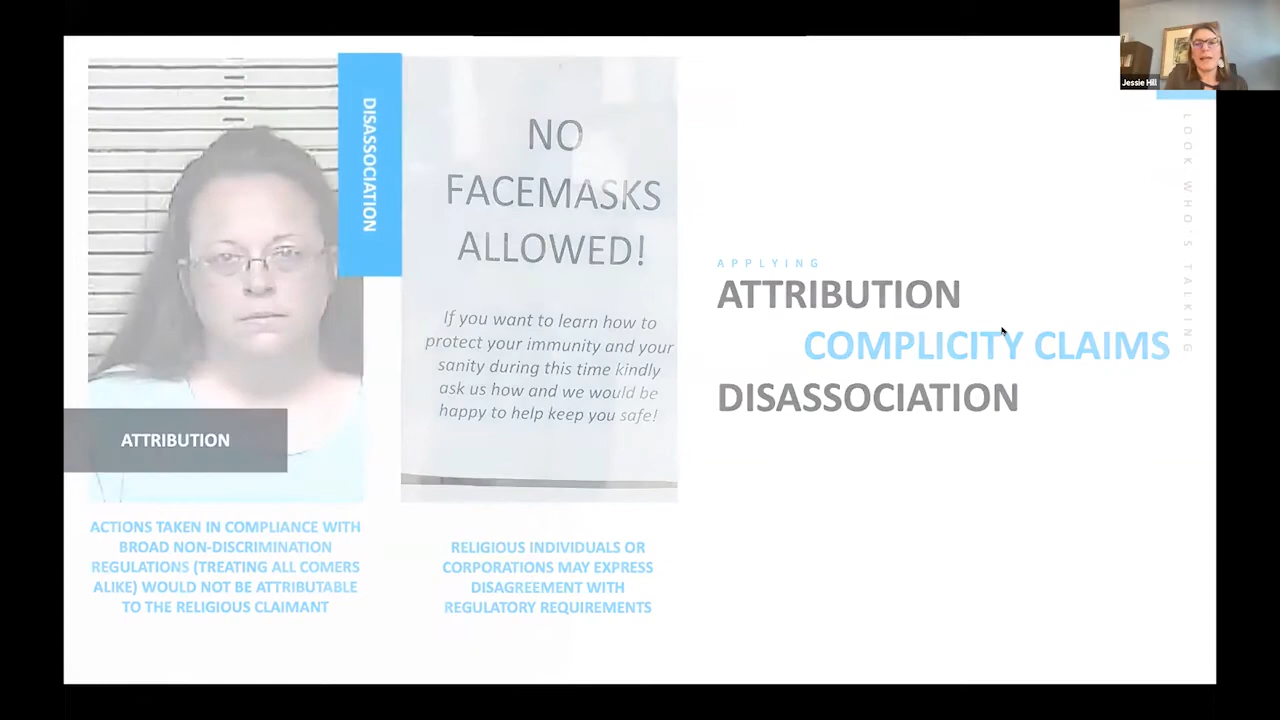 Jessie Hill
LOOK WHO'S TALKING
DISASSOCIATION
NO
FACEMASKS
ALLOWED!
If you want to learn how to
protect your immunity and your
sanity during this time kindly
ask us how and we would be
happy to help keep you safe!
ATTRIBUTION
ACTIONS TAKEN IN COMPLIANCE WITH
BROAD NON-DISCRIMINATION
REGULATIONS (TREATING ALL COMERS
ALIKE) WOULD NOT BE ATTRIBUTABLE
TO THE RELIGIOUS CLAIMANT
RELIGIOUS INDIVIDUALS OR
CORPORATIONS MAY EXPRESS
DISAGREEMENT WITH
REGULATORY REQUIREMENTS
APPLYING
ATTRIBUTION
COMPLICITY CLAIMS
DISASSOCIATION